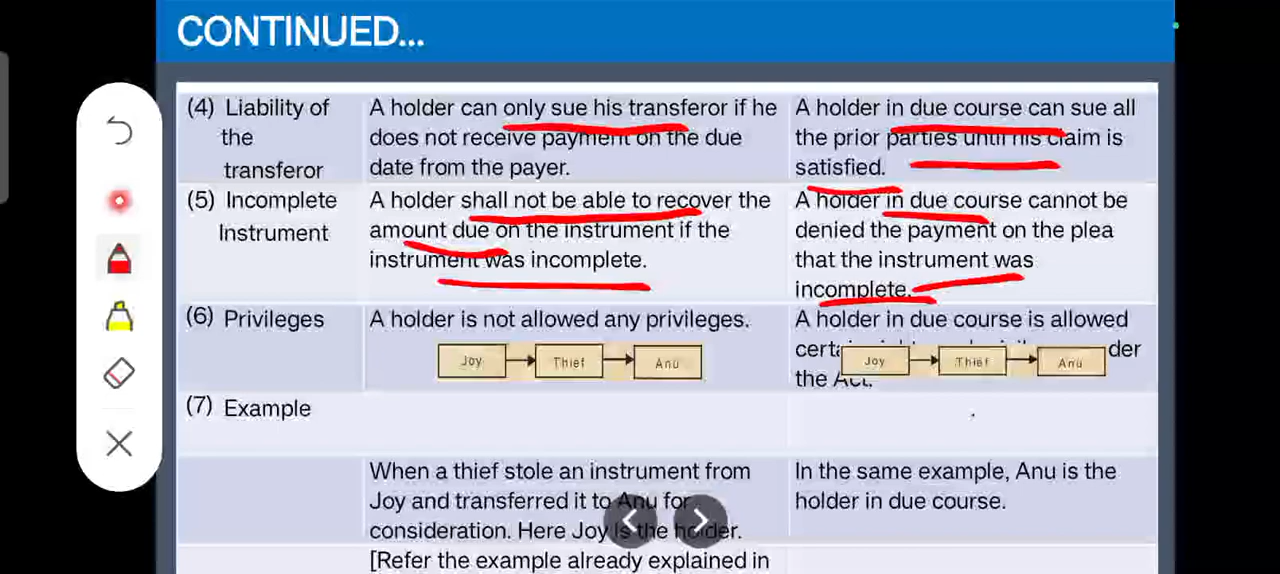 CONTINUED...
(4) Liability of the transferor
A holder can only sue his transferor if he
does not receive payment on the due
date from the payer.
A holder in due course can sue all
the prior parties until his claim is
satisfied.
(5) Incomplete Instrument
A holder shall not be able to recover the
amount due on the instrument if the
instrument was incomplete.
A holder in due course cannot be
denied the payment on the plea
that the instrument was
incomplete.
(6) Privileges
A holder is not allowed any privileges.
Joy Thief Anu
A holder in due course is allowed
the Act.
Joy Thief Anu
(7) Example
When a thief stole an instrument from
Joy and transferred it to Anu for
consideration. Here Joy is the holder.
[Refer the example already explained in
In the same example, Anu is the
holder in due course.